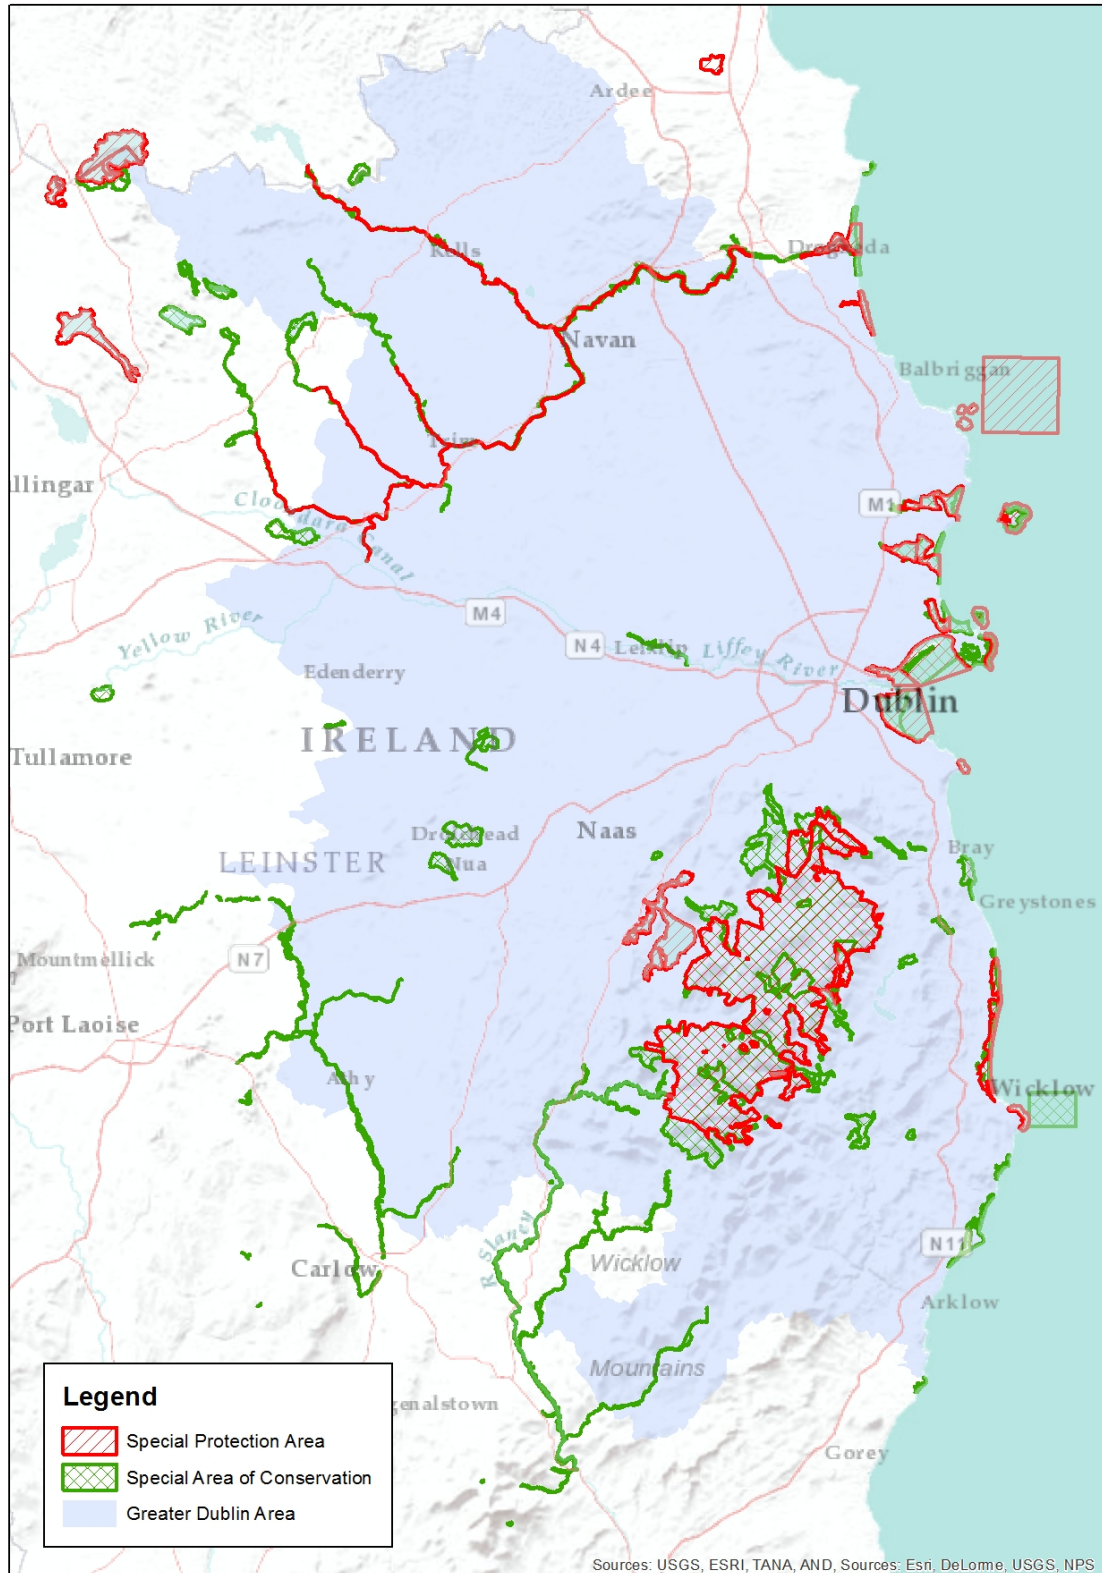 Ardee
Kells
Drogheda
Navan
Balbriggan
Trim
llingar
Clonydara Canal
M1
Yellow River
M4
N4
Leixlip
Liffey River
Edenderry
Dublin
IRELAND
Tullamore
Droichead
Nua
Naas
LEINSTER
Bray
Greystones
Mountmellick
N7
Port Laoise
Athy
Wicklow
R. Slaney
N11
Carlow
Wicklow
Arklow
Mountains
genalstown
Gorey
Legend
Special Protection Area
Special Area of Conservation
Greater Dublin Area
Sources: USGS, ESRI, TANA, AND, Sources: Esri, DeLorme, USGS, NPS